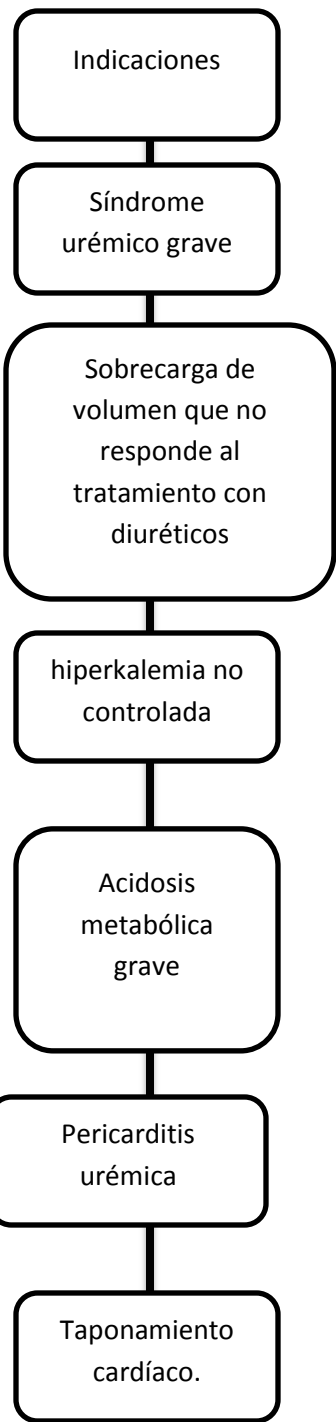 Indicaciones
Síndrome
urémico grave
Sobrecarga de
volumen que no
responde al
tratamiento con
diuréticos
hiperkalemia no
controlada
Acidosis
metabólica
grave
Pericarditis
urémica
Taponamiento
cardíaco.